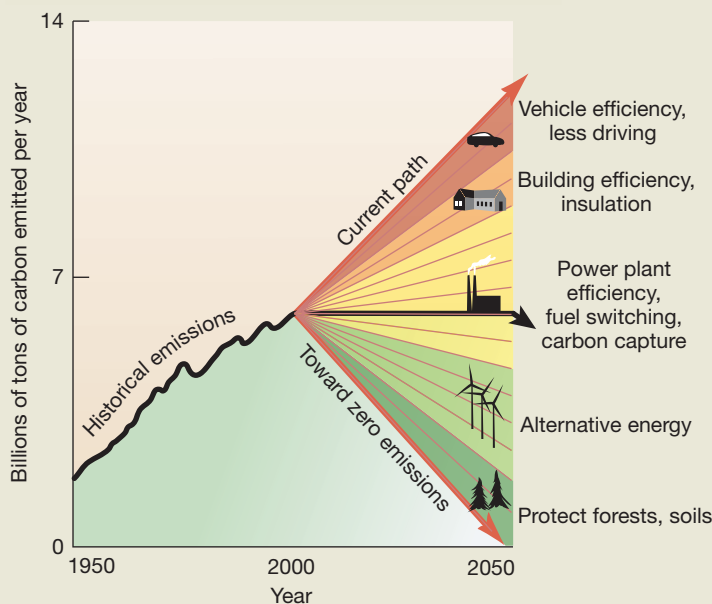 14
7
0
Billions of tons of carbon emitted per year
1950
2000
2050
Year
Historical emissions
Current path
Toward zero emissions
Vehicle efficiency,
less driving
Building efficiency,
insulation
Power plant
efficiency,
fuel switching,
carbon capture
Alternative energy
Protect forests, soils